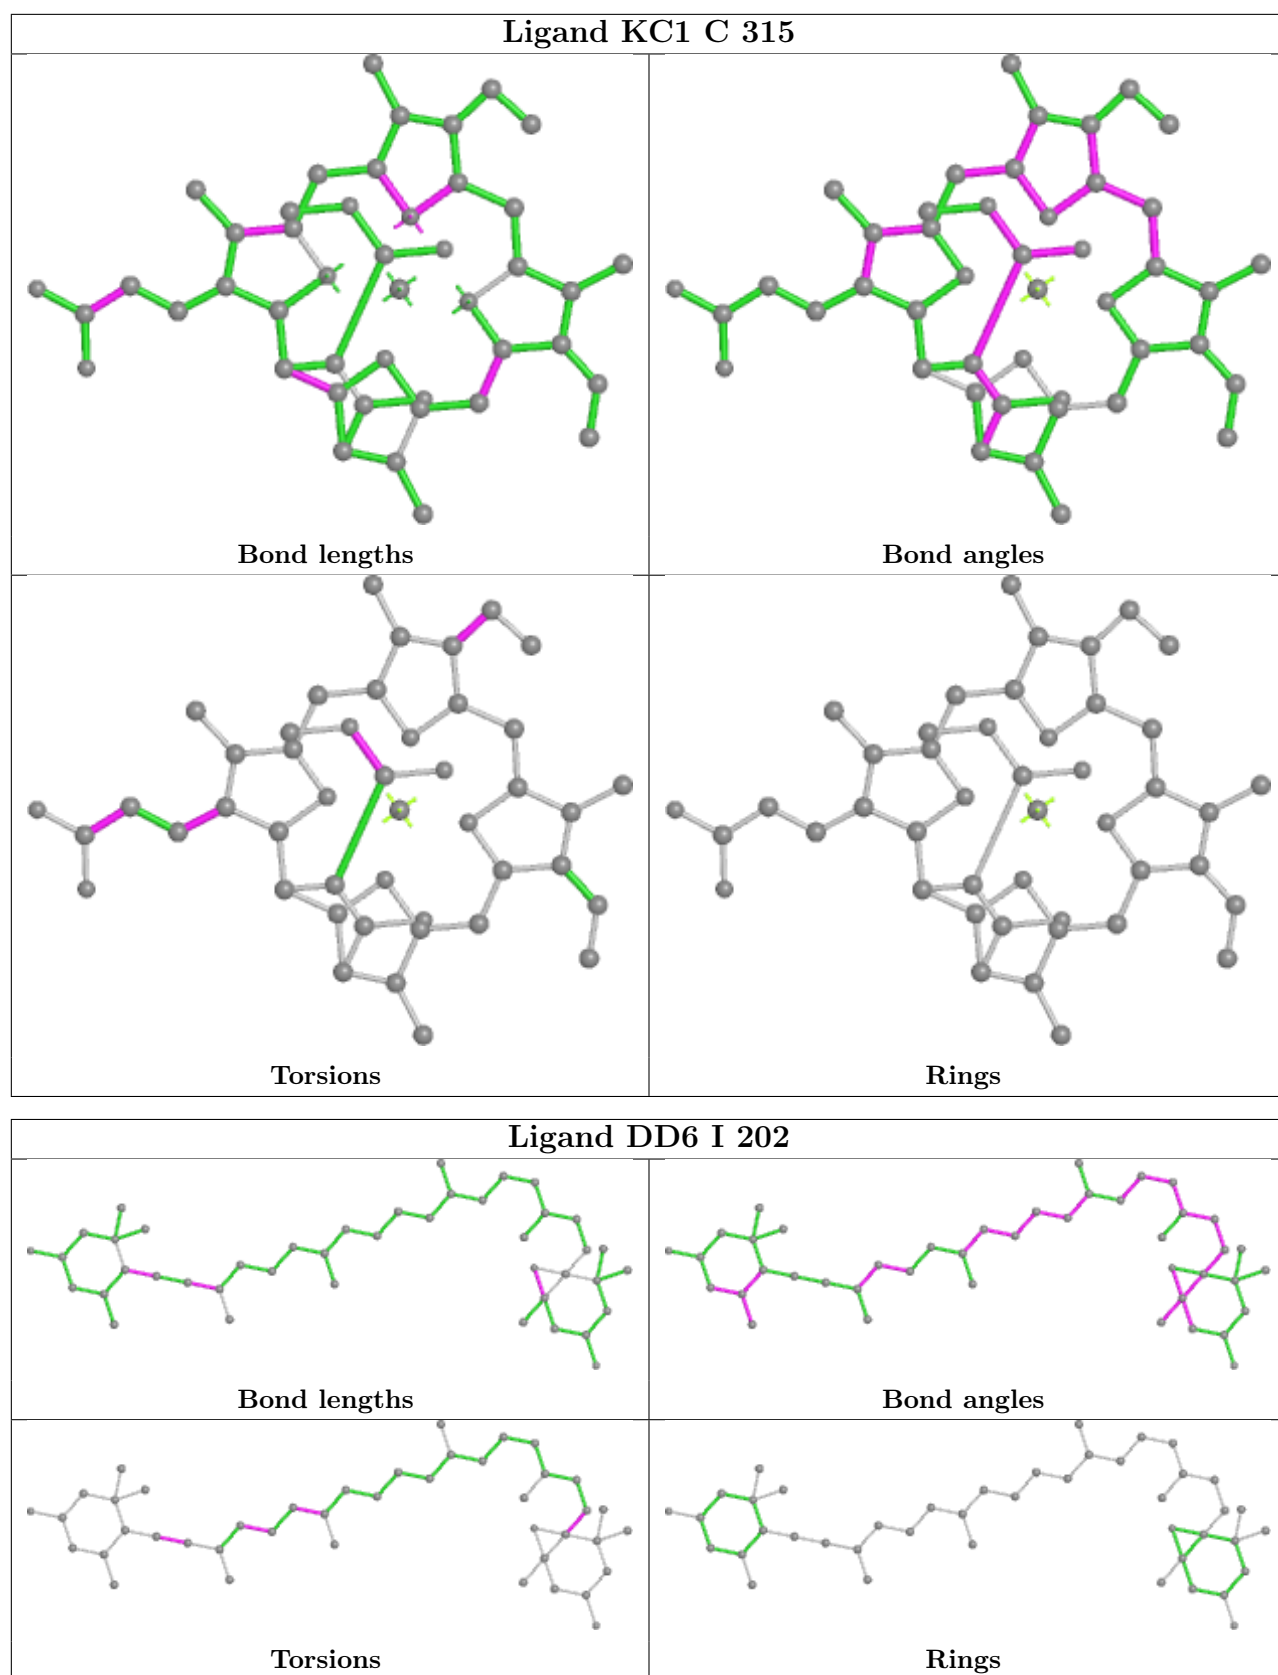 Ligand KC1 C 315
Bond lengths
Bond angles
Torsions
Rings
Ligand DD6 I 202
Bond lengths
Bond angles
Torsions
Rings